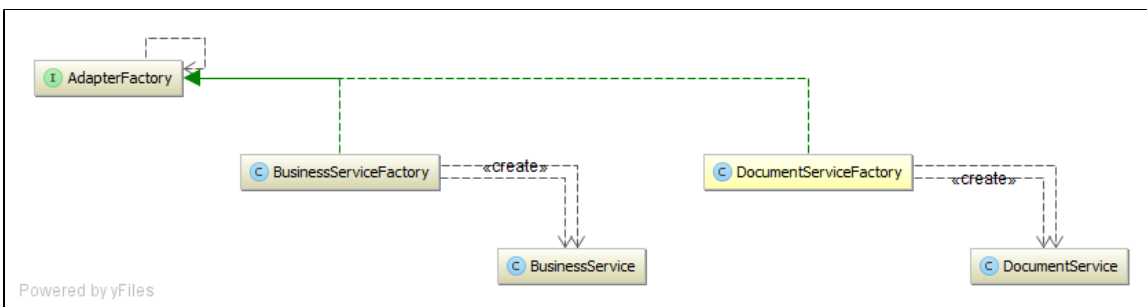 I AdapterFactory
C BusinessServiceFactory
«create»
C DocumentServiceFactory
«create»
C BusinessService
C DocumentService
Powered by yFiles